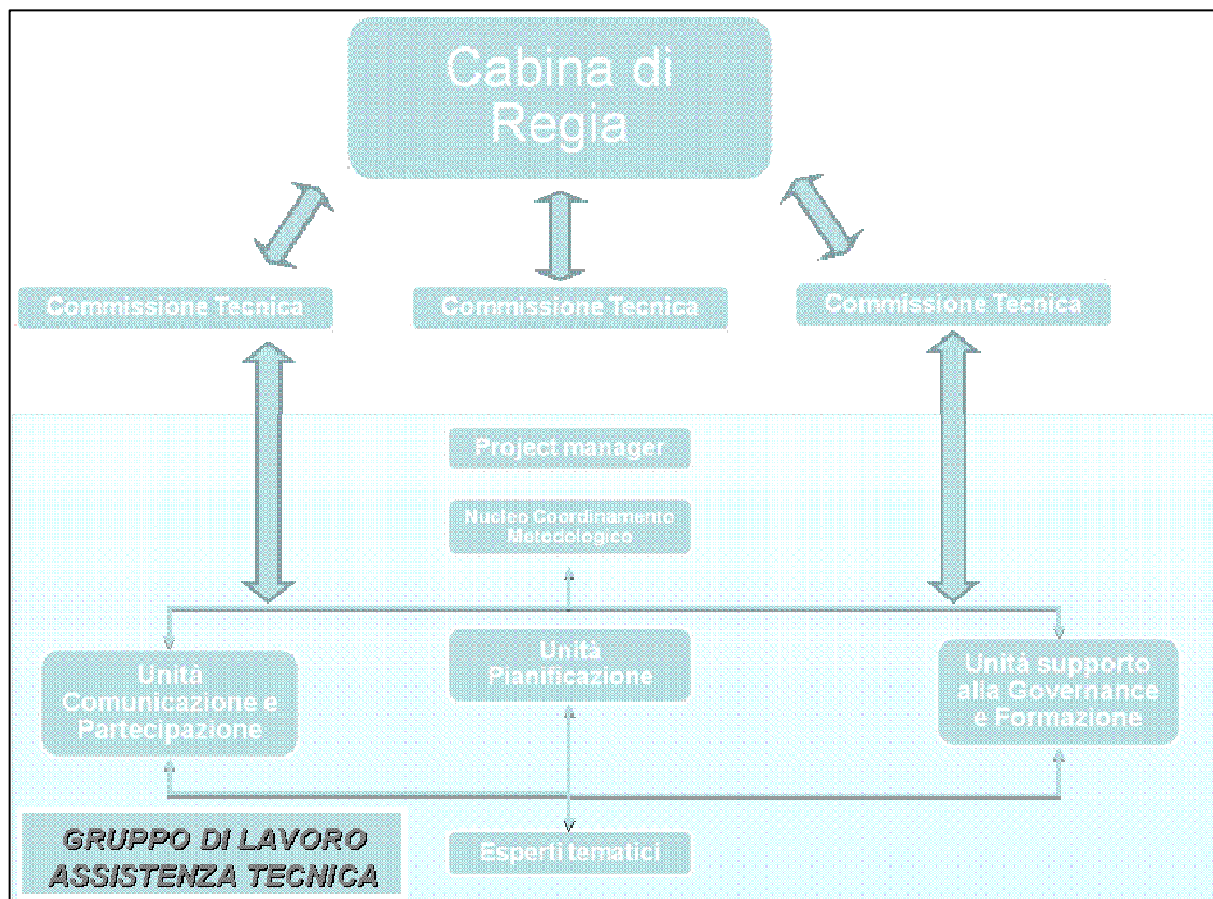 Cabina di
Regia
Commissione Tecnica
Commissione Tecnica
Commissione Tecnica
Project manager
Nucleo Coordinamento
Metodologico
Unità
Comunicazione e
Partecipazione
Unità
Pianificazione
Unità supporto
alla Governance
e Formazione
Esperti tematici
GRUPPO DI LAVORO
ASSISTENZA TECNICA